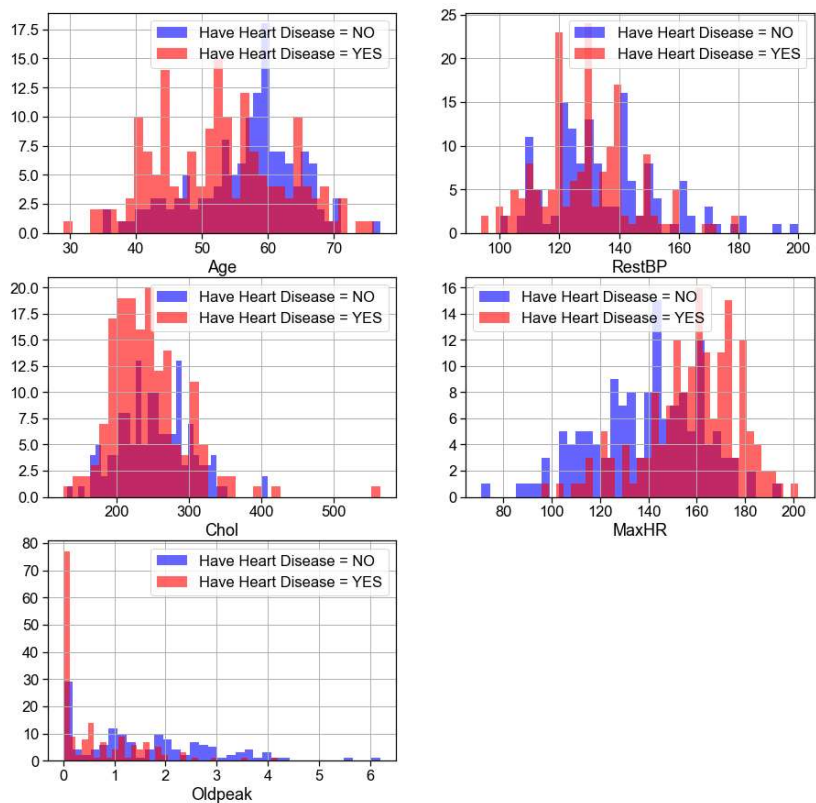 17.5
15.0
12.5
10.0
7.5
5.0
2.5
0.0
Have Heart Disease = NO
Have Heart Disease = YES
30 40 50 60 70
Age
25
20
15
10
5
0
Have Heart Disease = NO
Have Heart Disease = YES
100 120 140 160 180 200
RestBP
20.0
17.5
15.0
12.5
10.0
7.5
5.0
2.5
0.0
Have Heart Disease = NO
Have Heart Disease = YES
200 300 400 500
Chol
16
14
12
10
8
6
4
2
0
Have Heart Disease = NO
Have Heart Disease = YES
80 100 120 140 160 180 200
MaxHR
80
70
60
50
40
30
20
10
0
Have Heart Disease = NO
Have Heart Disease = YES
0 1 2 3 4 5 6
Oldpeak